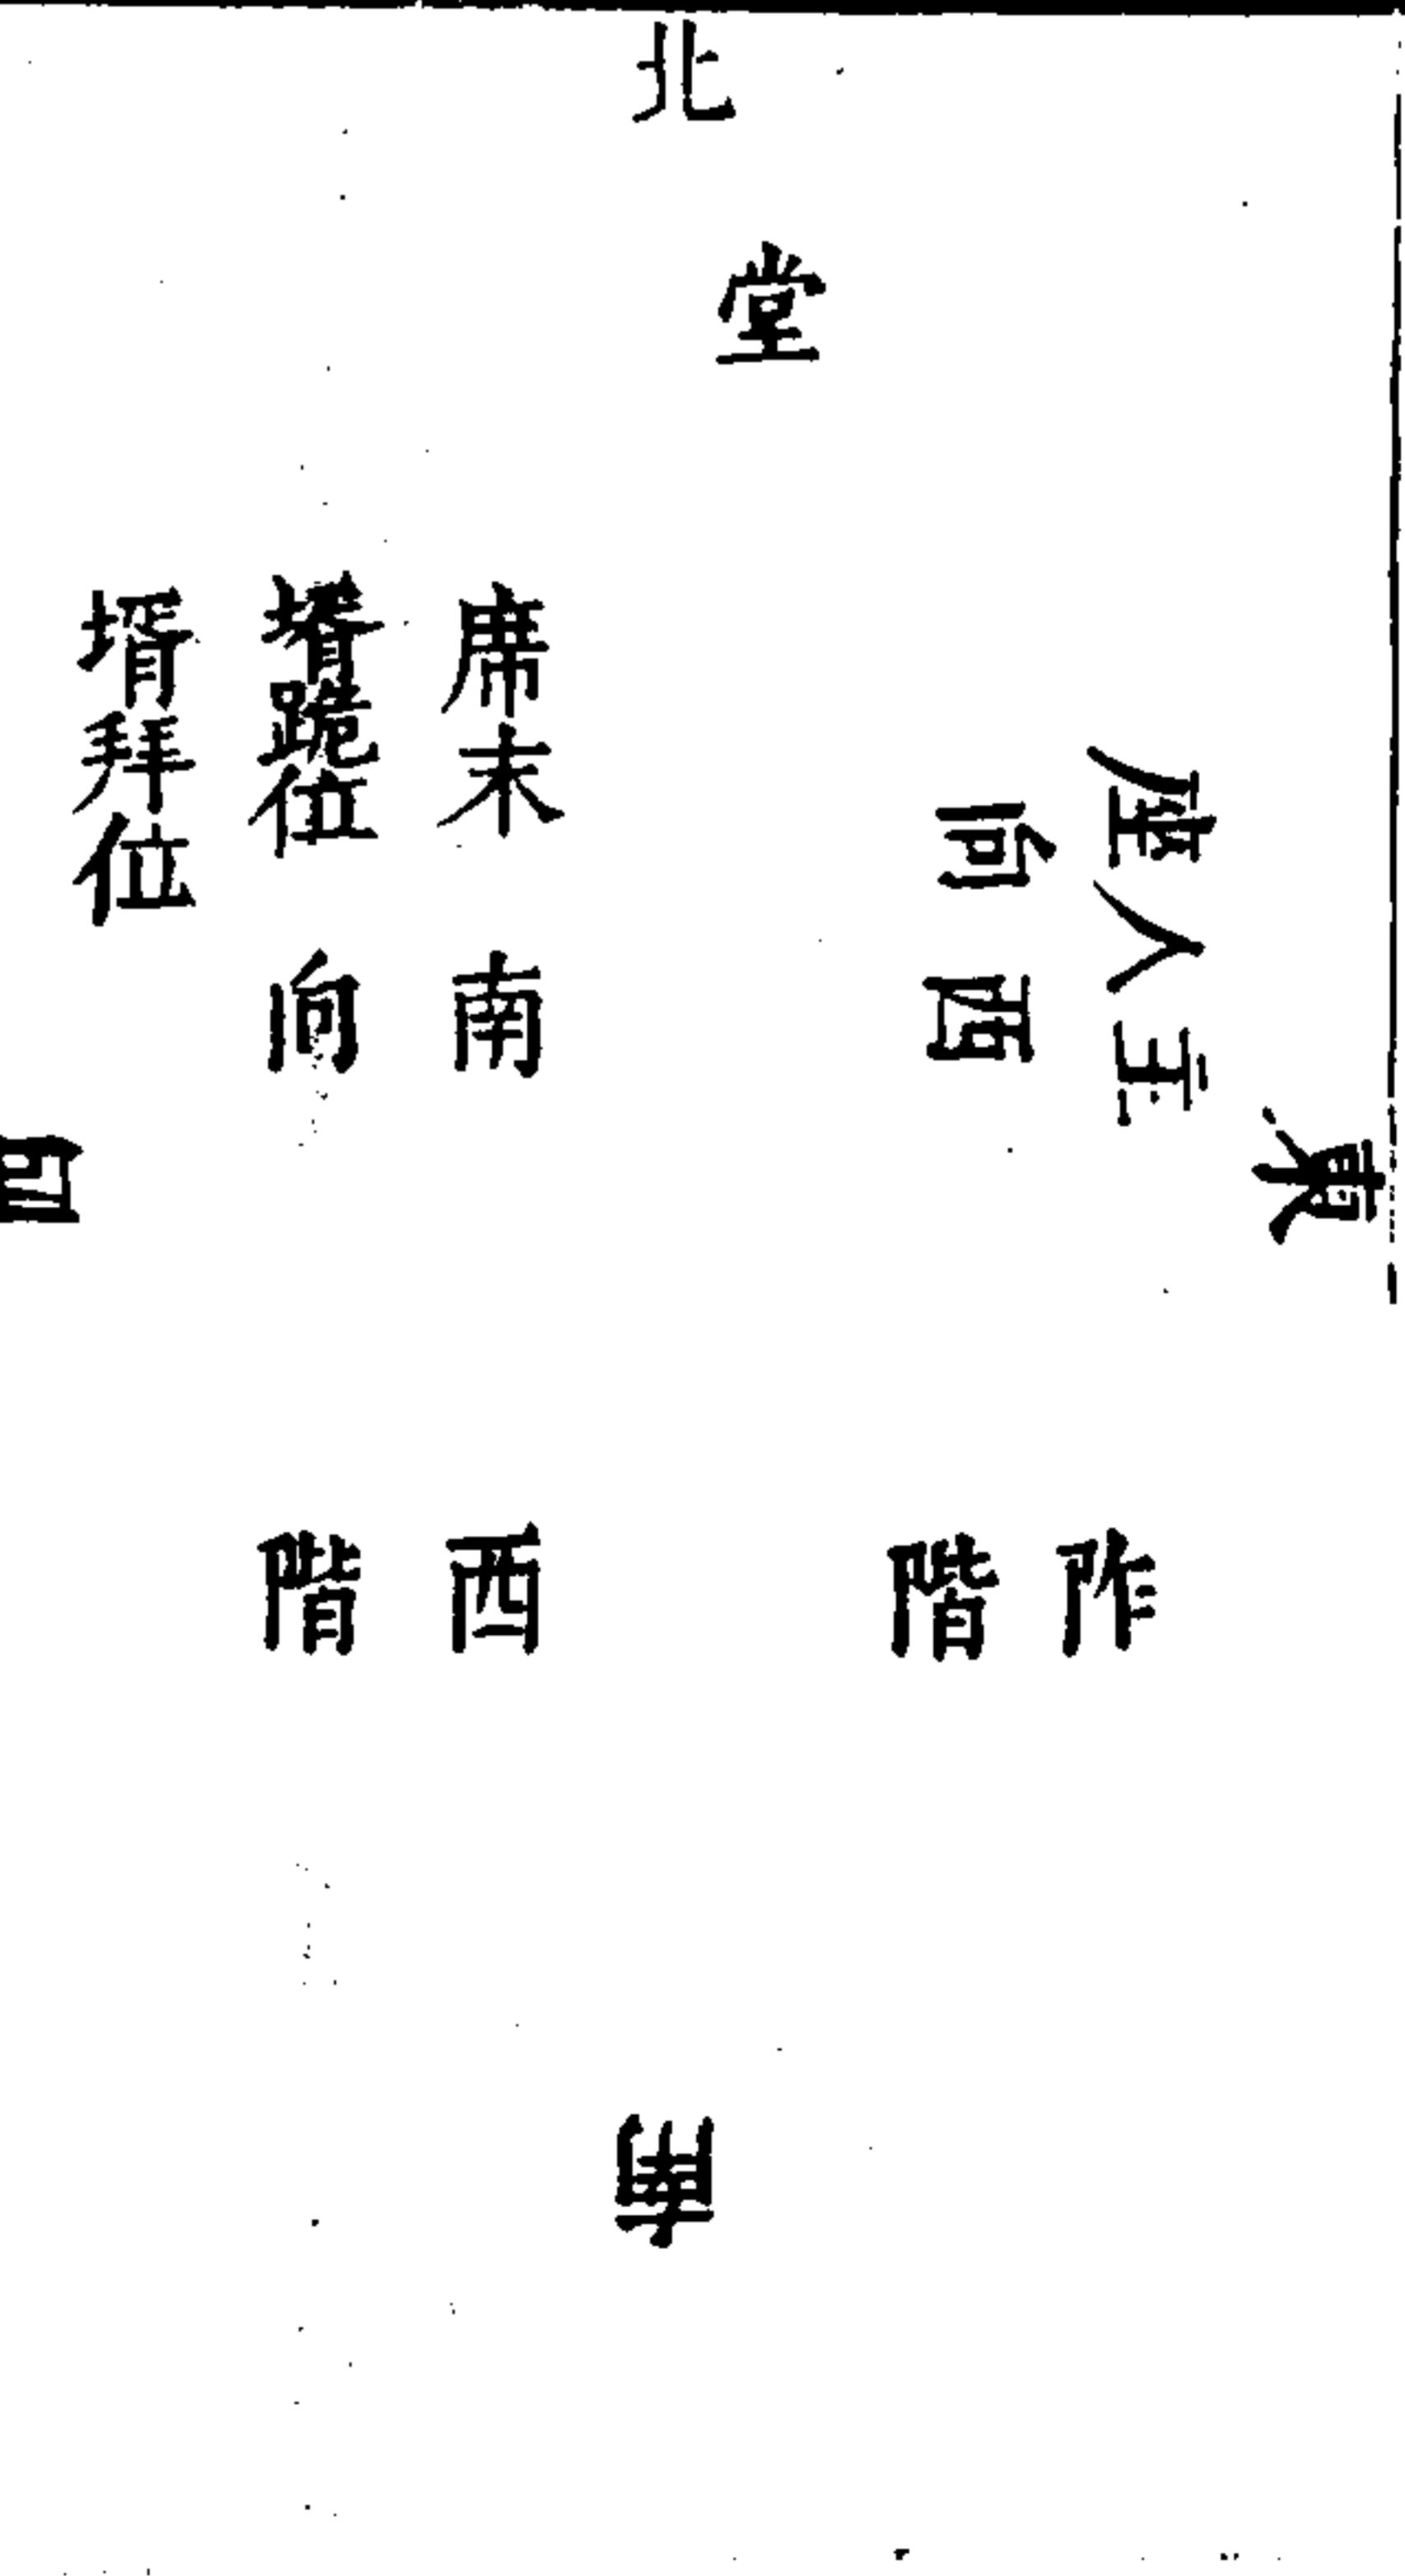 北
堂
東
主人座
西向
席末
南向
壻跪位
壻拜位
西
阼階
西階
南